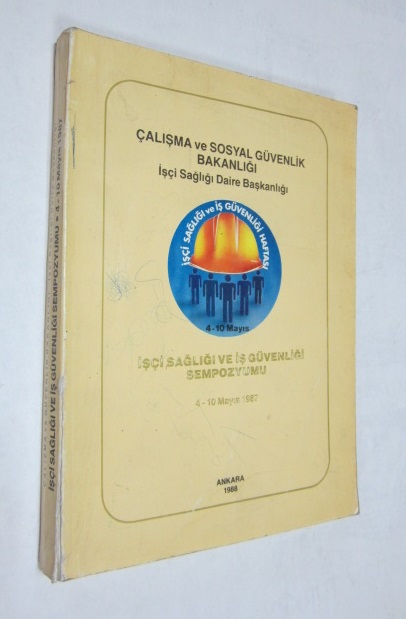 ÇALIŞMA ve SOSYAL GÜVENLİK
BAKANLIĞI
İşçi Sağlığı Daire Başkanlığı
İŞÇİ SAĞLIĞI ve İŞ GÜVENLİĞİ HAFTASI
4-10 Mayıs
İŞÇİ SAĞLIĞI VE İŞ GÜVENLİĞİ
SEMPOZYUMU
4 - 10 Mayıs 1987
ANKARA
1988
İŞÇİ SAĞLIĞI VE İŞ GÜVENLİĞİ SEMPOZYUMU • 4 - 10 Mayıs 1987